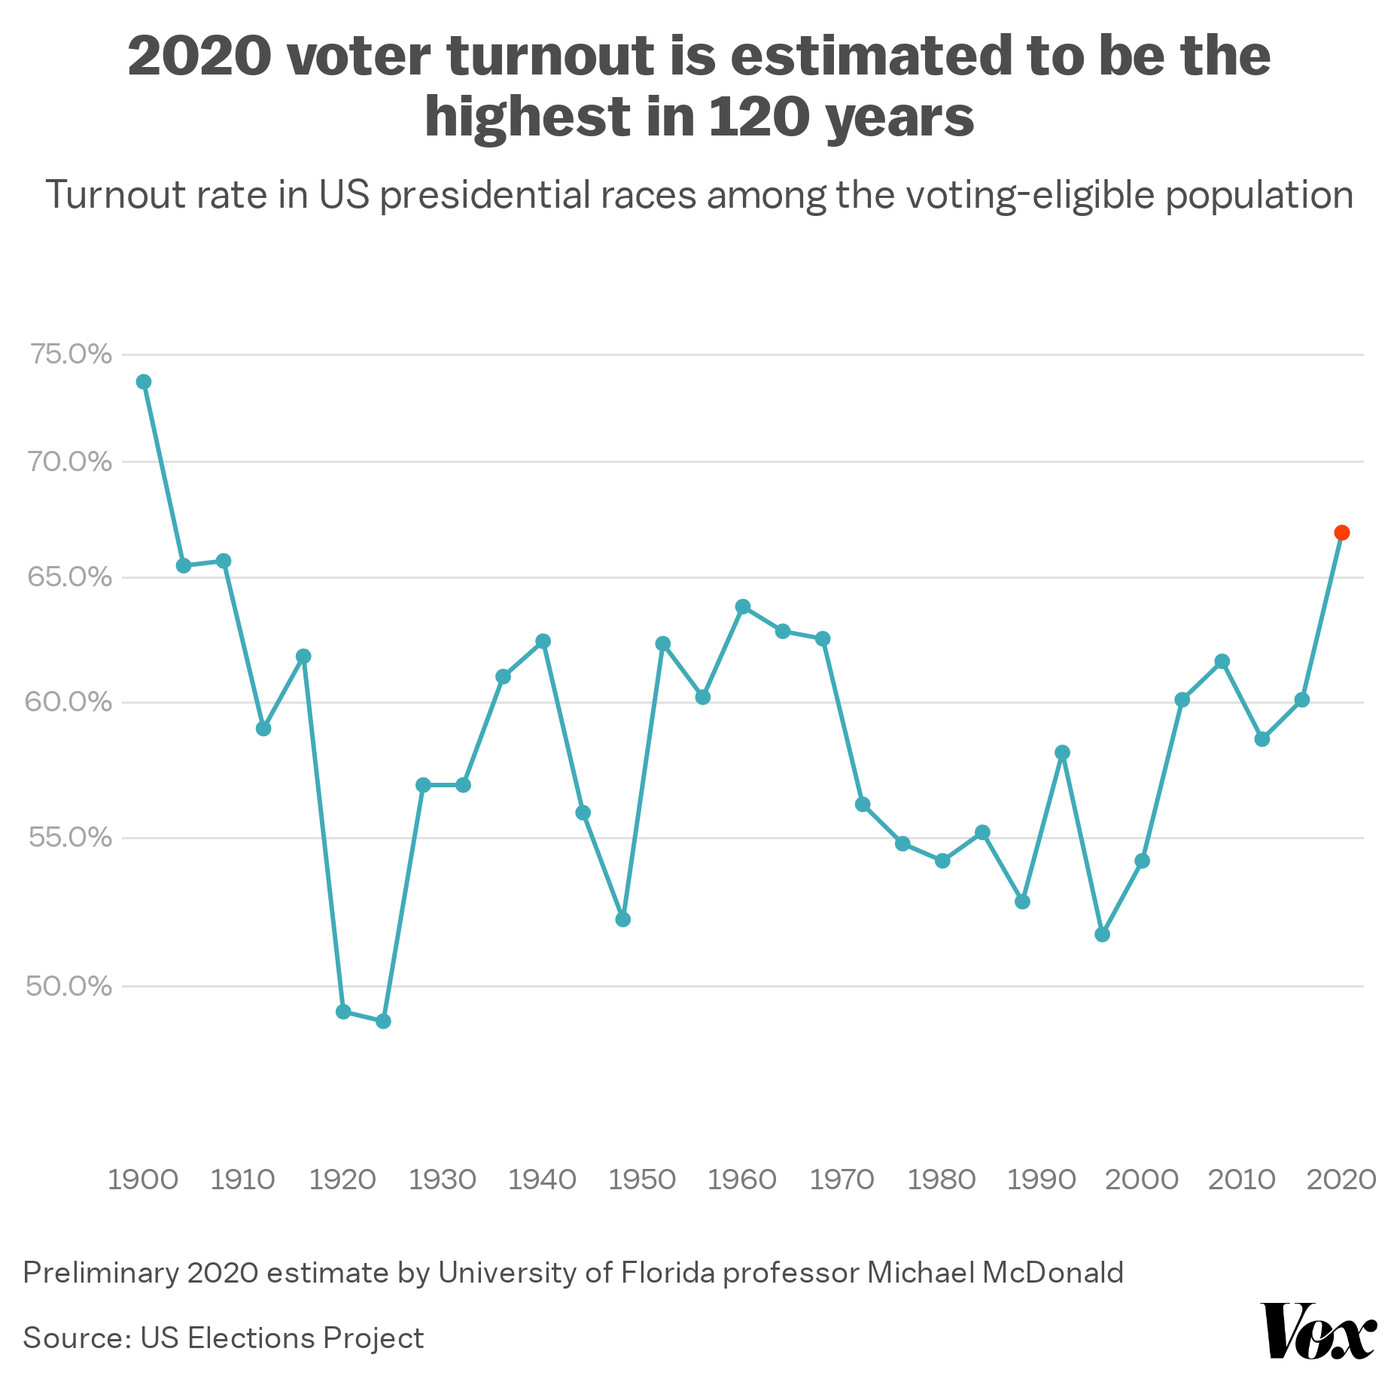 2020 voter turnout is estimated to be the
highest in 120 years
Turnout rate in US presidential races among the voting-eligible population
75.0%
70.0%
65.0%
60.0%
55.0%
50.0%
1900 1910 1920 1930 1940 1950 1960 1970 1980 1990 2000 2010 2020
Preliminary 2020 estimate by University of Florida professor Michael McDonald
Source: US Elections Project
Vox